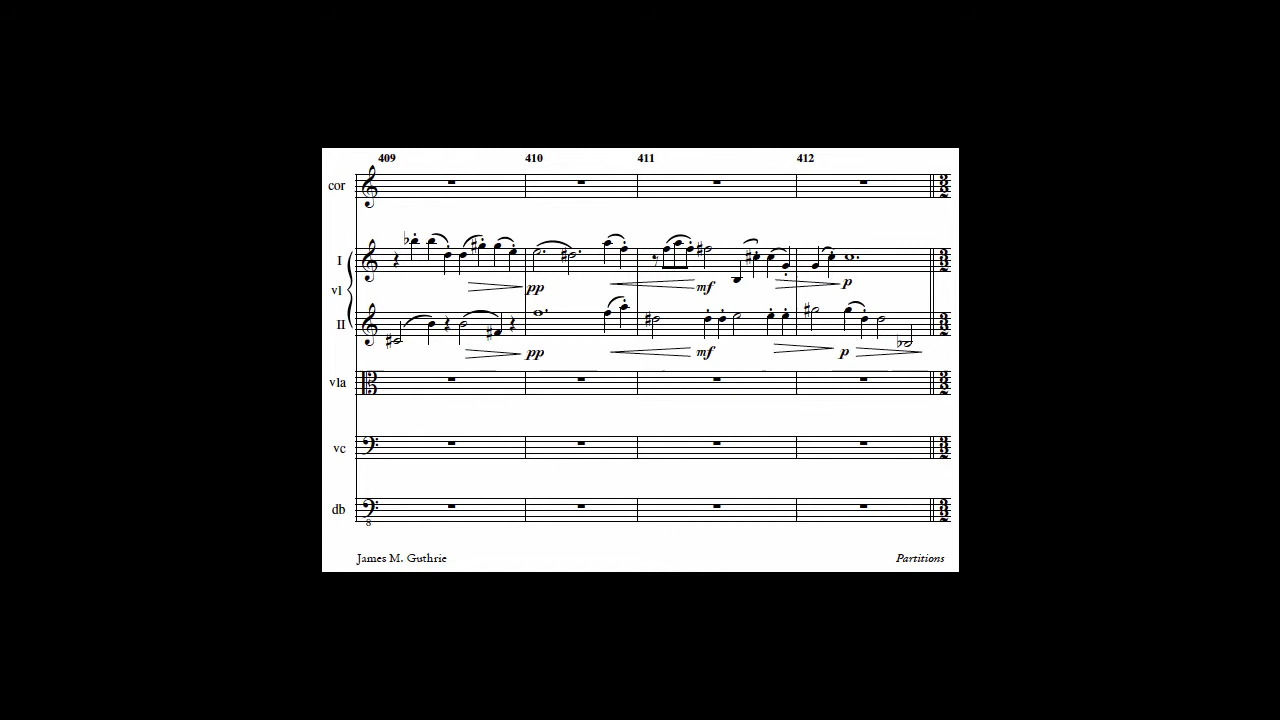 409 410 411 412
cor
I
vl
pp mf p
II
pp mf p
vla
vc
db
8
James M. Guthrie Partitions